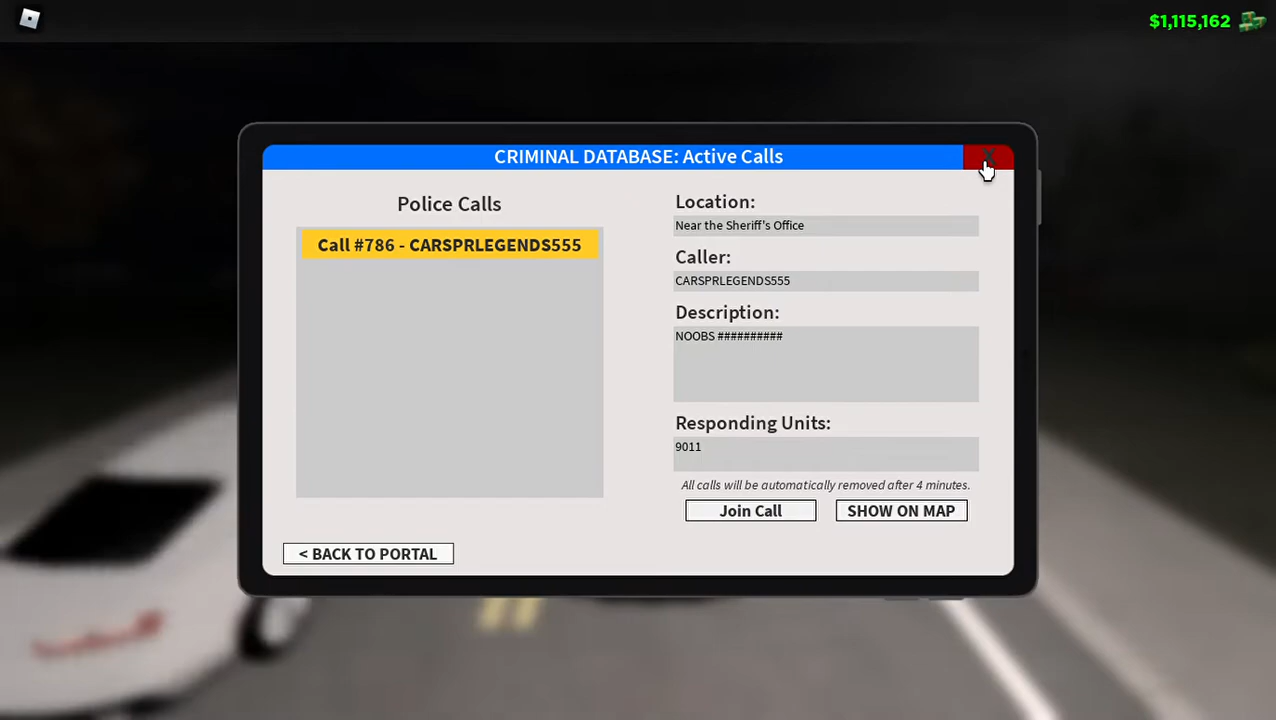 $1,115,162
CRIMINAL DATABASE: Active Calls
X
Police Calls
Call #786 - CARSPRLEGENDS555
Location:
Near the Sheriff's Office
Caller:
CARSPRLEGENDS555
Description:
NOOBS ##########
Responding Units:
9011
All calls will be automatically removed after 4 minutes.
Join Call
SHOW ON MAP
< BACK TO PORTAL